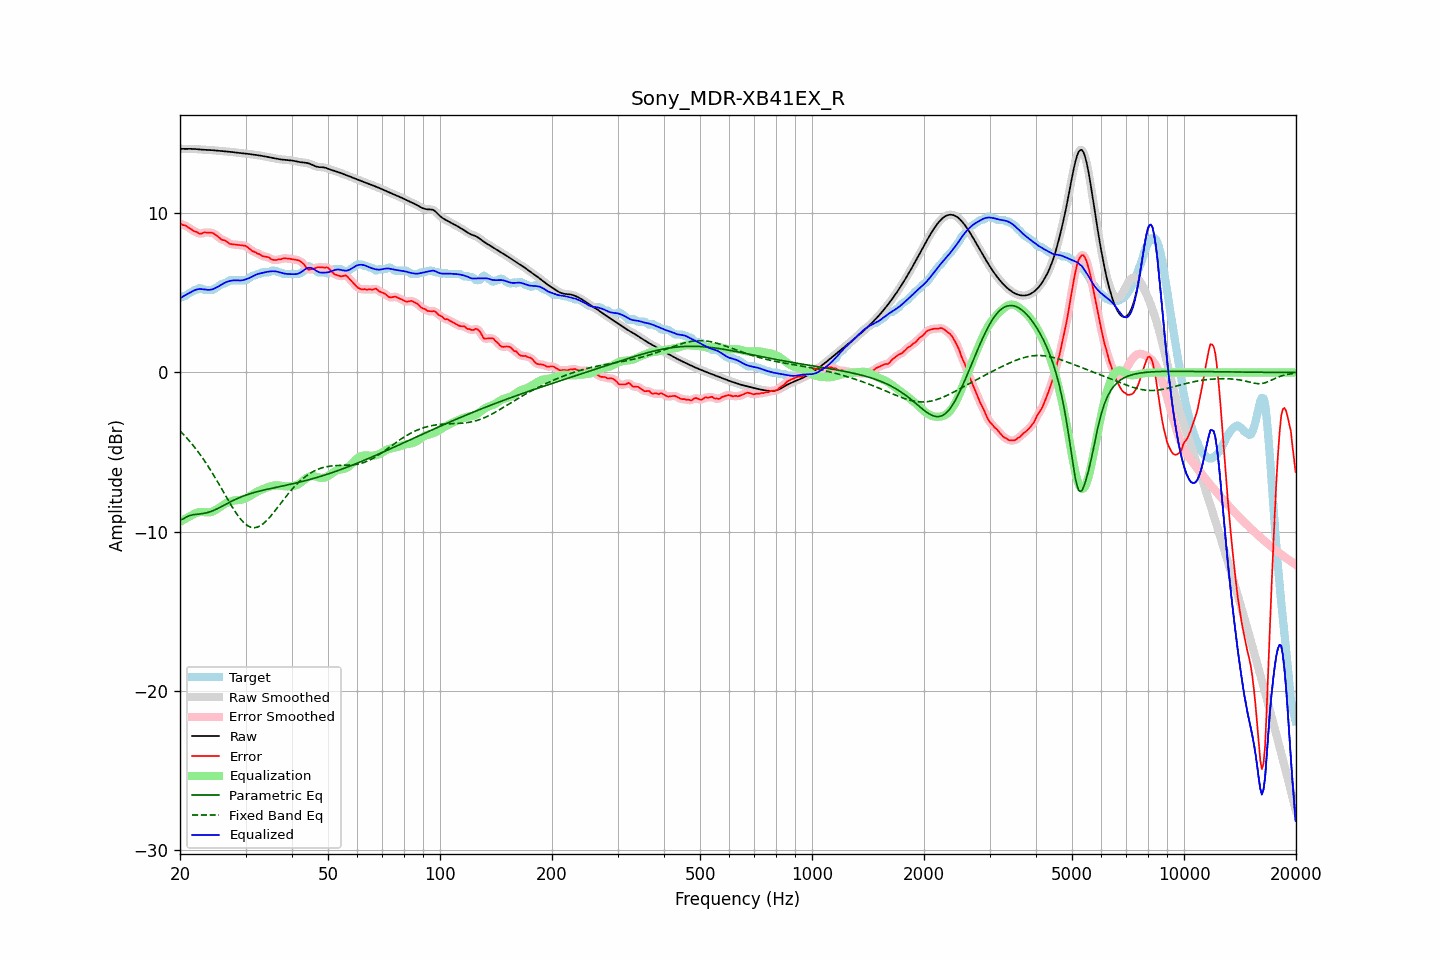 Sony_MDR-XB41EX_R
Amplitude (dBr)
10
0
−10
−20
−30
Target
Raw Smoothed
Error Smoothed
Raw
Error
Equalization
Parametric Eq
Fixed Band Eq
Equalized
20 50 100 200 500 1000 2000 5000 10000 20000
Frequency (Hz)